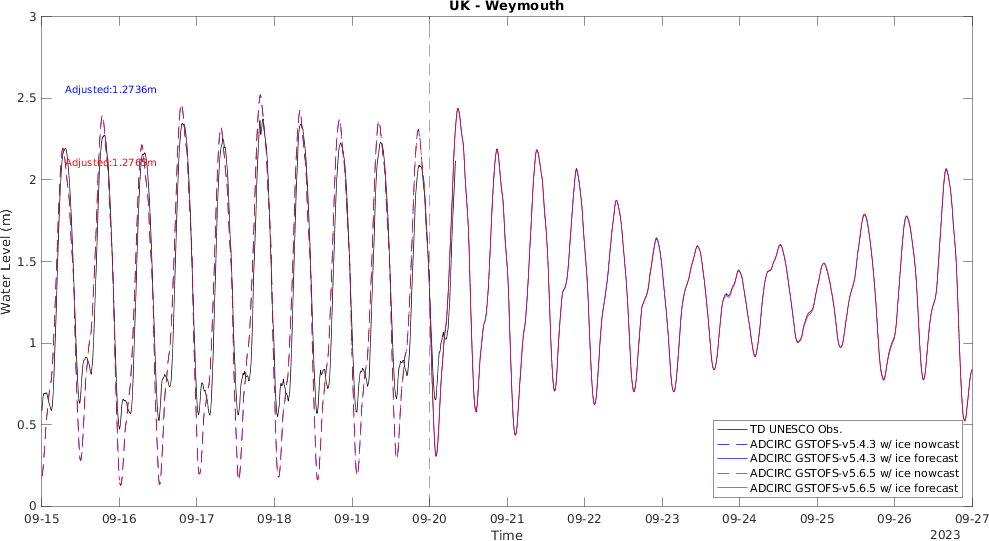 UK - Weymouth
3
2.5
2
1.5
1
0.5
0
Water Level (m)
Adjusted:1.2736m
Adjusted:1.2765m
TD UNESCO Obs.
ADCIRC GSTOFS-v5.4.3 w/ ice nowcast
ADCIRC GSTOFS-v5.4.3 w/ ice forecast
ADCIRC GSTOFS-v5.6.5 w/ ice nowcast
ADCIRC GSTOFS-v5.6.5 w/ ice forecast
09-15 09-16 09-17 09-18 09-19 09-20 09-21 09-22 09-23 09-24 09-25 09-26 09-27
Time
2023